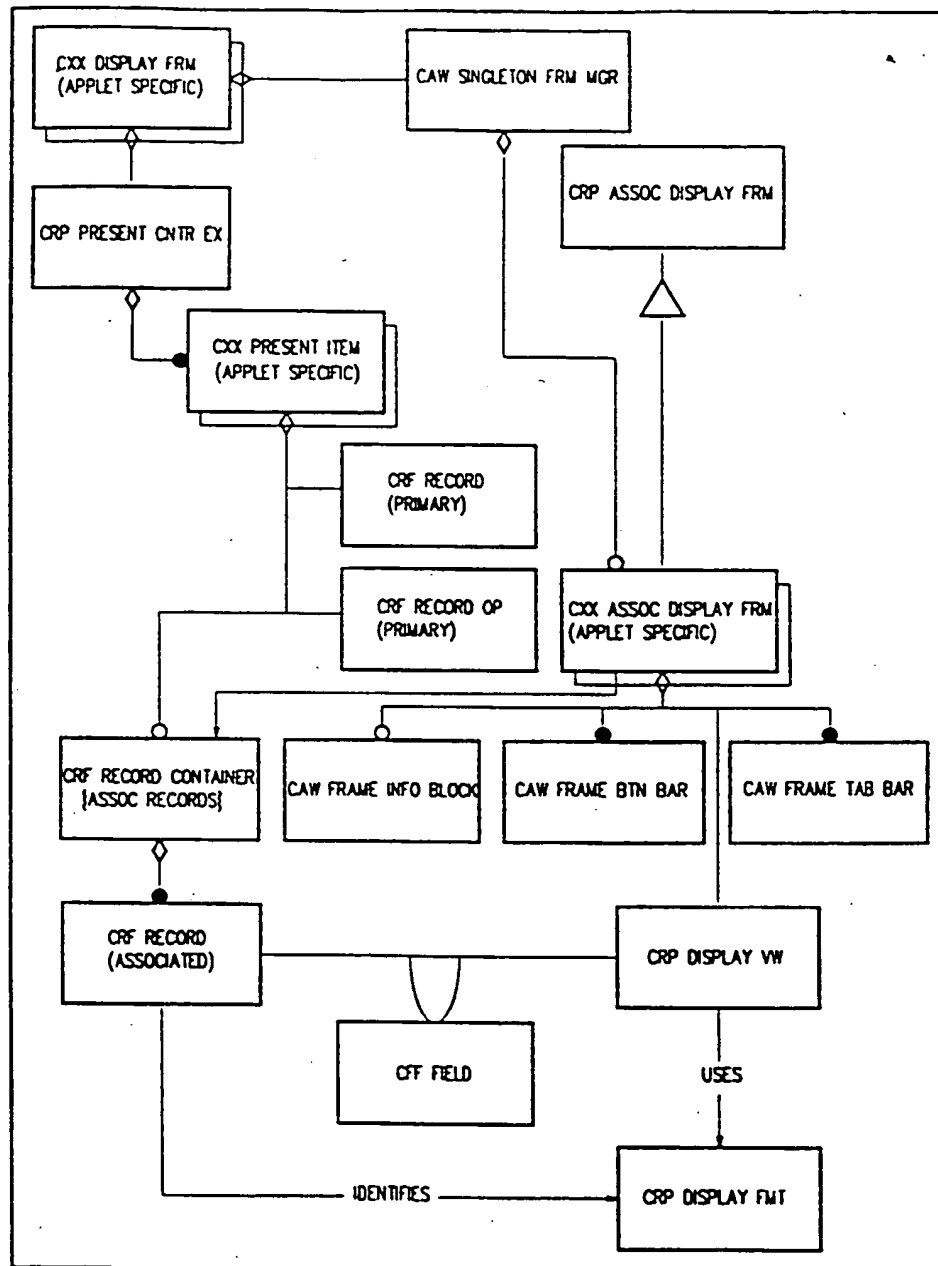 CXX DISPLAY FRM
(APPLET SPECIFIC)
CAW SINGLETON FRM MGR
CRP ASSOC DISPLAY FRM
CRP PRESENT CNTR EX
CXX PRESENT ITEM
(APPLET SPECIFIC)
CRF RECORD
(PRIMARY)
CRF RECORD OP
(PRIMARY)
CXX ASSOC DISPLAY FRM
(APPLET SPECIFIC)
CRF RECORD CONTAINER
{ASSOC RECORDS}
CAW FRAME INFO BLOCK
CAW FRAME BTN BAR
CAW FRAME TAB BAR
CRF RECORD
(ASSOCIATED)
CRP DISPLAY VW
CFF FIELD
USES
IDENTIFIES
CRP DISPLAY FMT